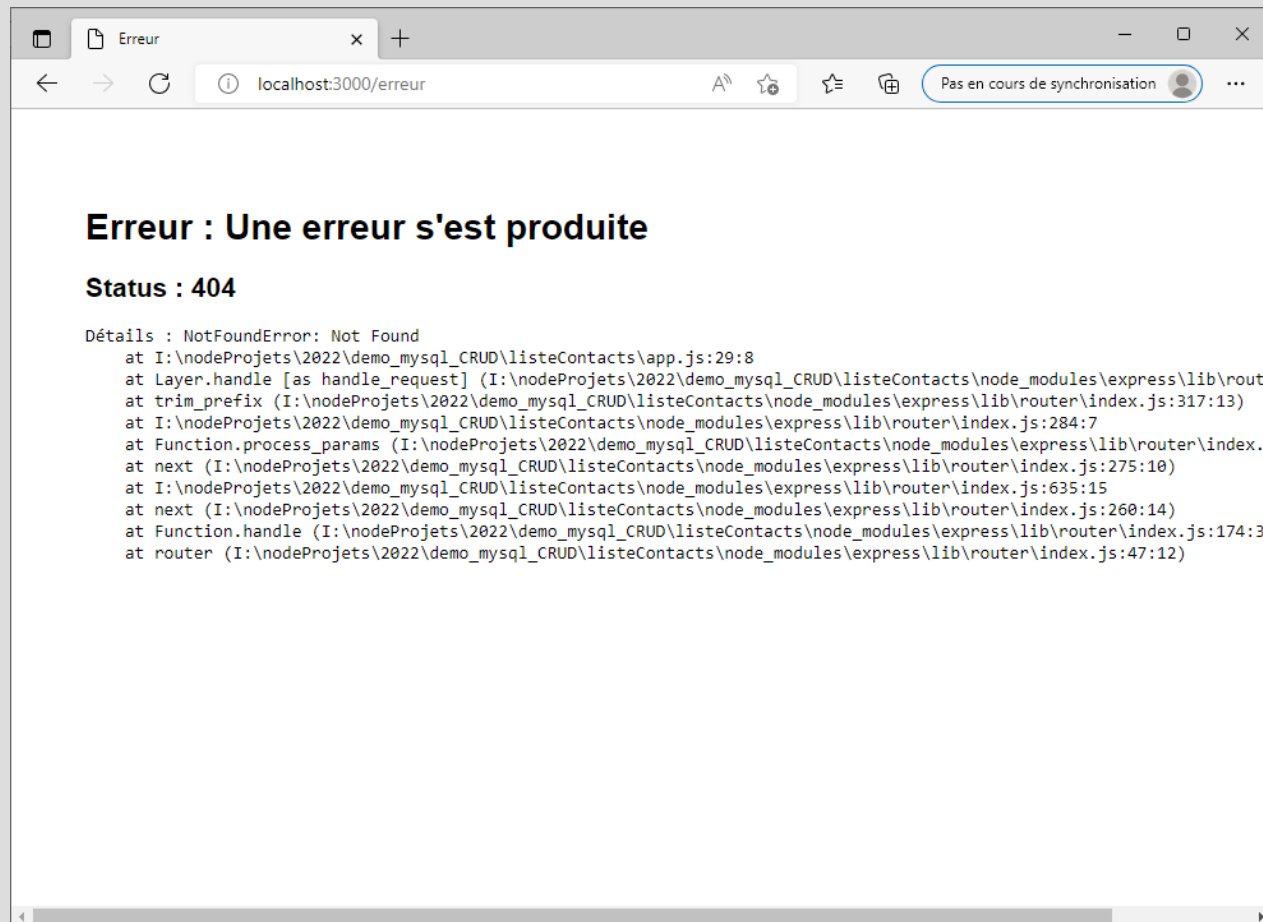 Erreur
localhost:3000/erreur
Pas en cours de synchronisation
Erreur : Une erreur s'est produite
Status : 404
Détails : NotFoundError: Not Found
at I:\nodeProjets\2022\demo_mysql_CRUD\listeContacts\app.js:29:8
at Layer.handle [as handle_request] (I:\nodeProjets\2022\demo_mysql_CRUD\listeContacts\node_modules\express\lib\rout
at trim_prefix (I:\nodeProjets\2022\demo_mysql_CRUD\listeContacts\node_modules\express\lib\router\index.js:317:13)
at I:\nodeProjets\2022\demo_mysql_CRUD\listeContacts\node_modules\express\lib\router\index.js:284:7
at Function.process_params (I:\nodeProjets\2022\demo_mysql_CRUD\listeContacts\node_modules\express\lib\router\index.
at next (I:\nodeProjets\2022\demo_mysql_CRUD\listeContacts\node_modules\express\lib\router\index.js:275:10)
at I:\nodeProjets\2022\demo_mysql_CRUD\listeContacts\node_modules\express\lib\router\index.js:635:15
at next (I:\nodeProjets\2022\demo_mysql_CRUD\listeContacts\node_modules\express\lib\router\index.js:260:14)
at Function.handle (I:\nodeProjets\2022\demo_mysql_CRUD\listeContacts\node_modules\express\lib\router\index.js:174:3
at router (I:\nodeProjets\2022\demo_mysql_CRUD\listeContacts\node_modules\express\lib\router\index.js:47:12)